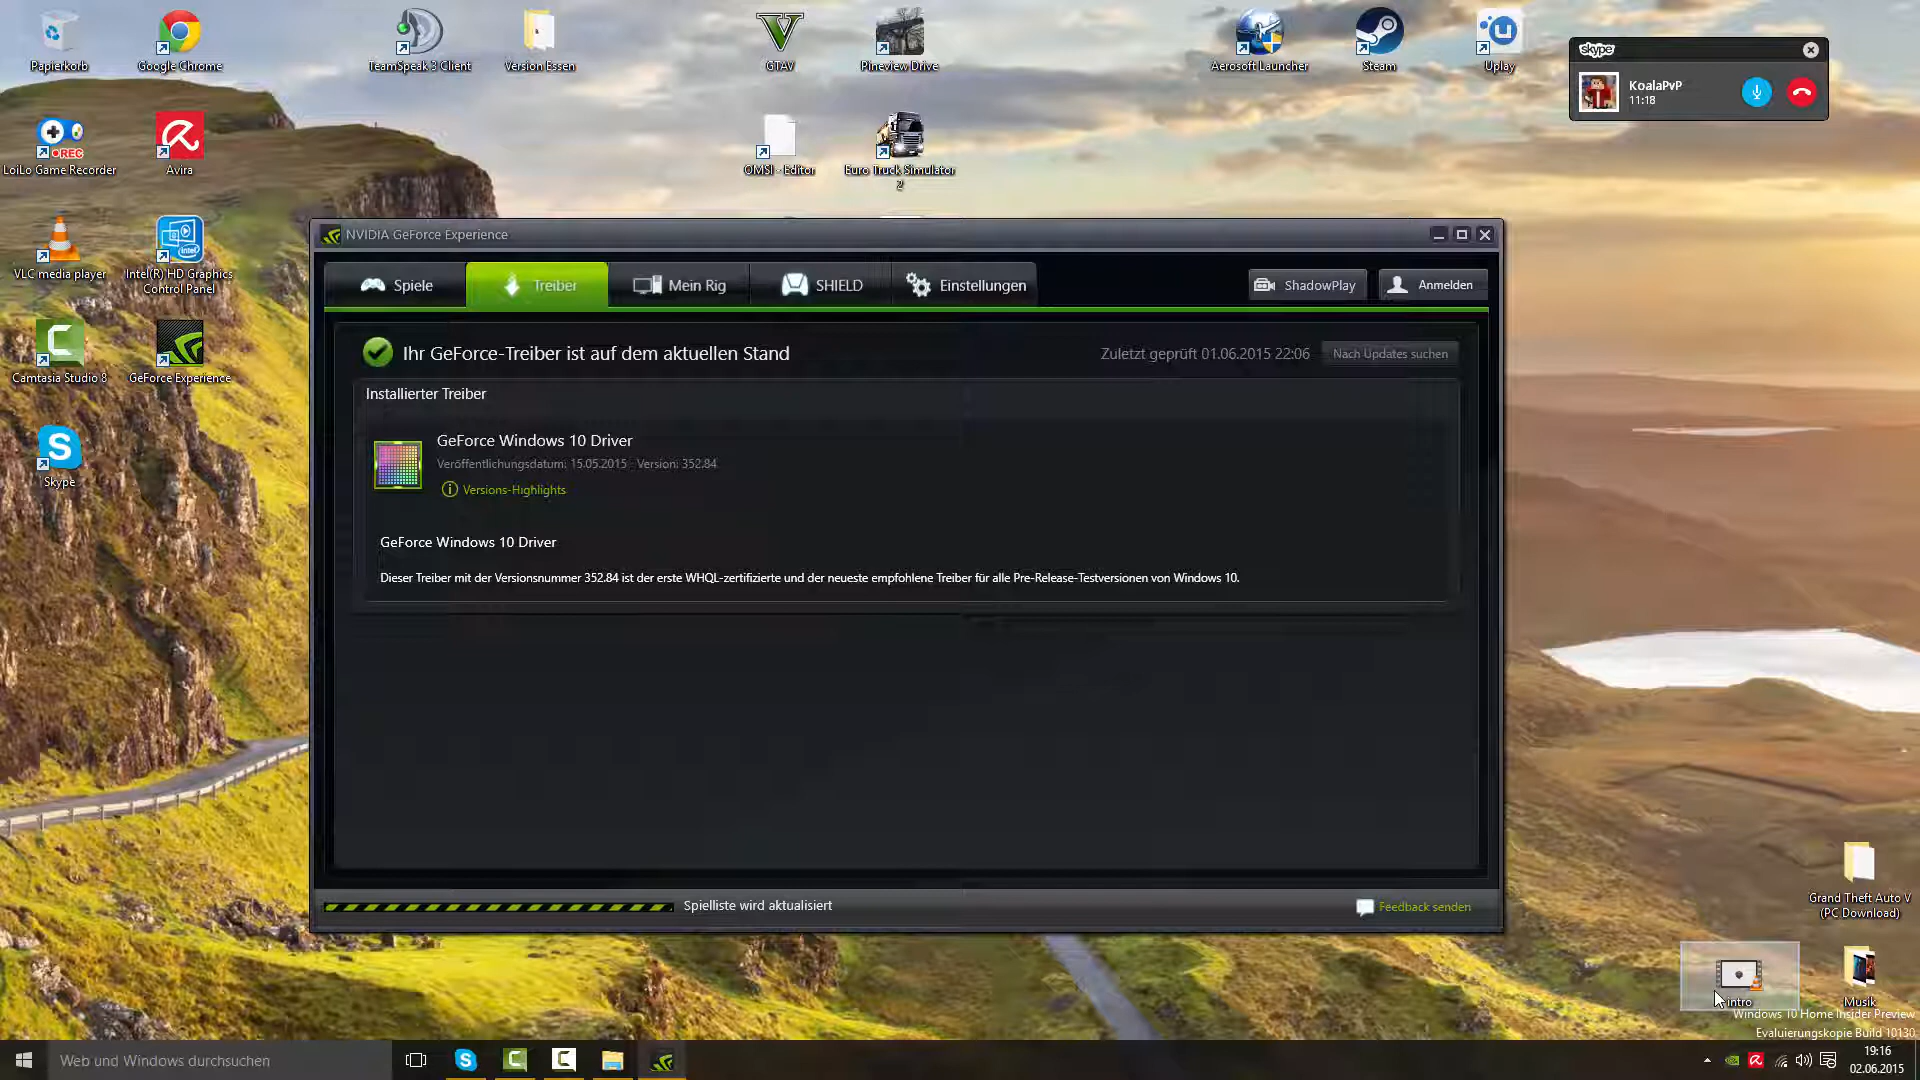 Papierkorb
Google Chrome
TeamSpeak 3 Client
Version Essen
GTAV
Pineview Drive
Aerosoft Launcher
Steam
Uplay
skype
KoalaPvP
11:18
REC
LoiLo Game Recorder
Avira
OMSI - Editor
Euro Truck Simulator
2
VLC media player
Intel(R) HD Graphics
Control Panel
Camtasia Studio 8
GeForce Experience
Skype
NVIDIA GeForce Experience
Spiele
Treiber
Mein Rig
SHIELD
Einstellungen
ShadowPlay
Anmelden
Ihr GeForce-Treiber ist auf dem aktuellen Stand
Zuletzt geprüft 01.06.2015 22:06
Nach Updates suchen
Installierter Treiber
GeForce Windows 10 Driver
Veröffentlichungsdatum: 15.05.2015 Version: 352.84
Versions-Highlights
GeForce Windows 10 Driver
Dieser Treiber mit der Versionsnummer 352.84 ist der erste WHQL-zertifizierte und der neueste empfohlene Treiber für alle Pre-Release-Testversionen von Windows 10.
Spielliste wird aktualisiert
Feedback senden
Grand Theft Auto V
(PC Download)
intro
Musik
Windows 10 Home Insider Preview
Evaluierungskopie Build 10130
Web und Windows durchsuchen
19:16
02.06.2015